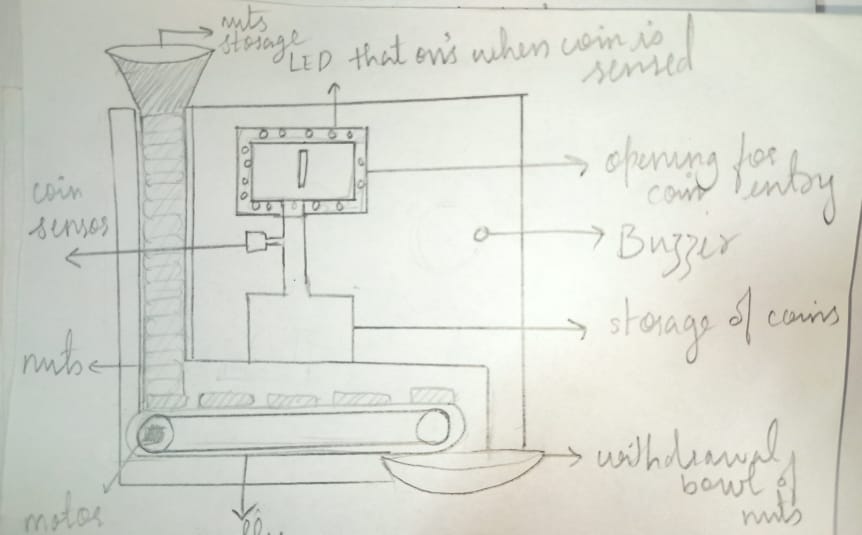 nuts
storage
LED that on's when coin is
sensed
opening for
coin entry
coin
sensor
Buzzer
storage of coins
nuts
withdrawal
bowl of
nuts
motor